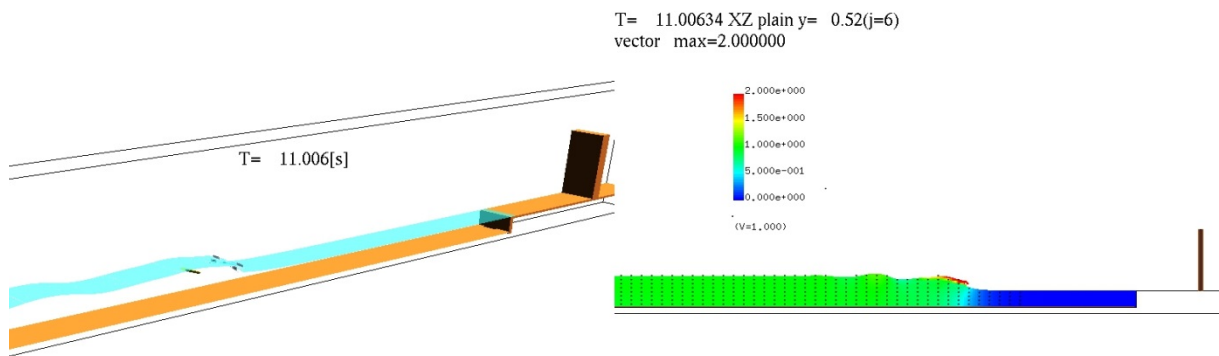 T= 11.006[s]
T= 11.00634 XZ plain y= 0.52(j=6)
vector max=2.000000
2.000e+000
1.500e+000
1.000e+000
5.000e-001
0.000e+000
(V=1.000)